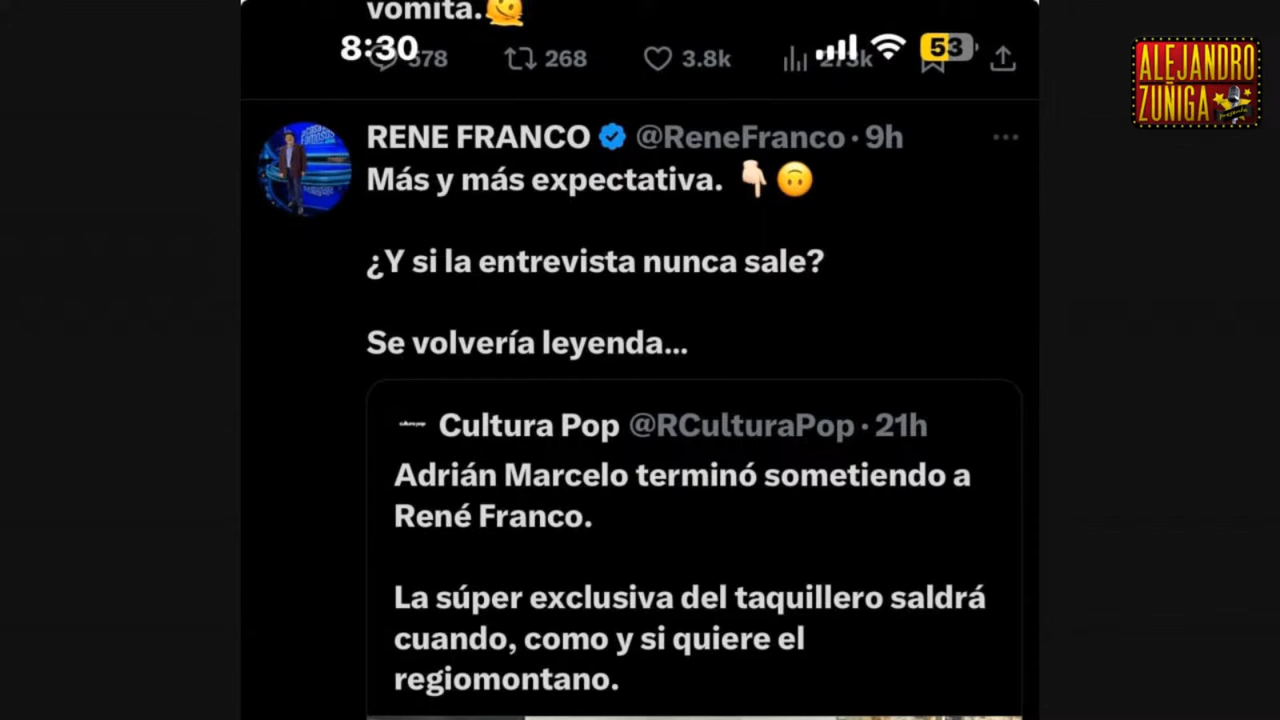 vomita.🫠
8:30 578 268 3.8k 53
ALEJANDRO
ZUÑIGA
presenta
RENE FRANCO @ReneFranco · 9h
Más y más expectativa. 👇🏻🙃
¿Y si la entrevista nunca sale?
Se volvería leyenda...
Cultura Pop @RCulturaPop · 21h
Adrián Marcelo terminó sometiendo a
René Franco.
La súper exclusiva del taquillero saldrá
cuando, como y si quiere el
regiomontano.